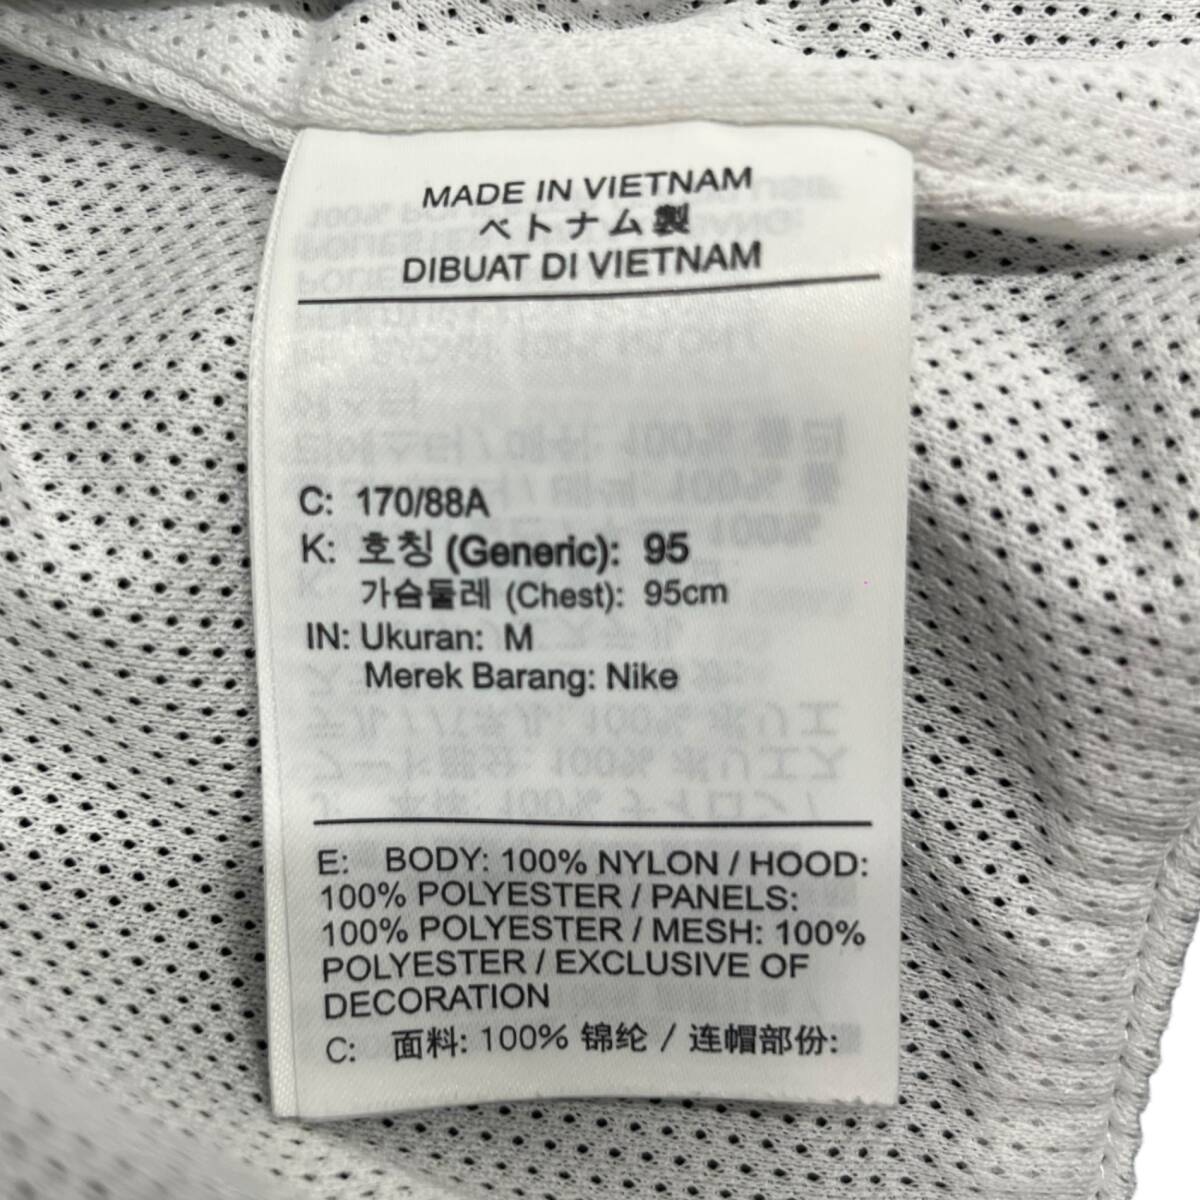 MADE IN VIETNAM
ベトナム製
DIBUAT DI VIETNAM
C: 170/88A
K: 호칭 (Generic): 95
가슴둘레 (Chest): 95cm
IN: Ukuran: M
Merek Barang: Nike
E: BODY: 100% NYLON / HOOD:
100% POLYESTER / PANELS:
100% POLYESTER / MESH: 100%
POLYESTER / EXCLUSIVE OF
DECORATION
C: 面料: 100% 锦纶 / 连帽部份: